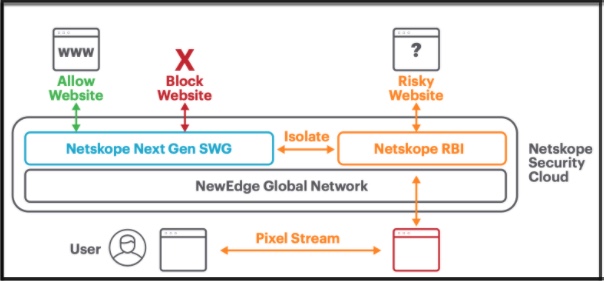 www
?
Allow
Website
X
Block
Website
Risky
Website
Netskope Next Gen SWG
Isolate
Netskope RBI
Netskope
Security
Cloud
NewEdge Global Network
User
Pixel Stream